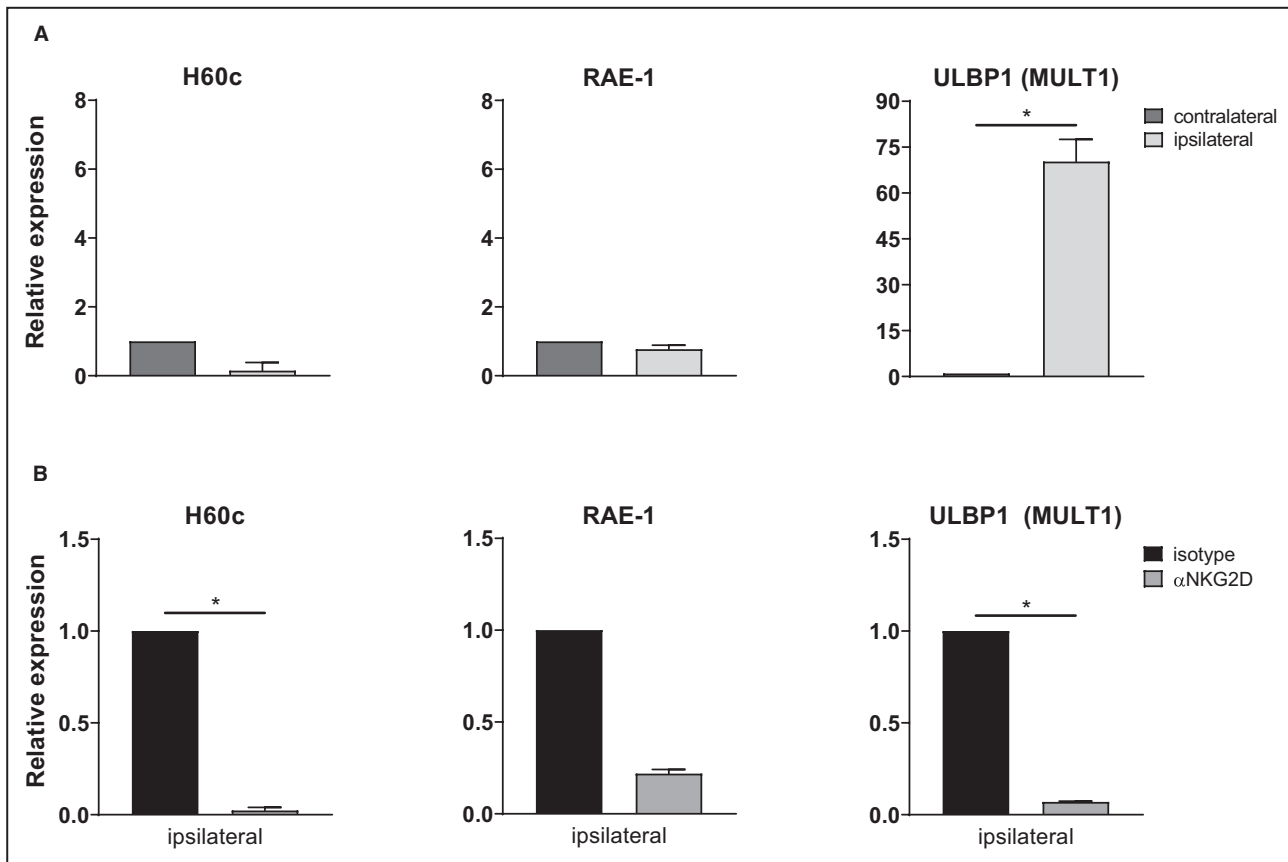 A
H60c
RAE-1
ULBP1 (MULT1)
Relative expression
8
6
4
2
0
8
6
4
2
0
90
75
60
45
30
15
0
*
contralateral
ipsilateral
B
H60c
RAE-1
ULBP1 (MULT1)
Relative expression
1.5
1.0
0.5
0.0
*
ipsilateral
1.5
1.0
0.5
0.0
ipsilateral
1.5
1.0
0.5
0.0
*
ipsilateral
isotype
αNKG2D